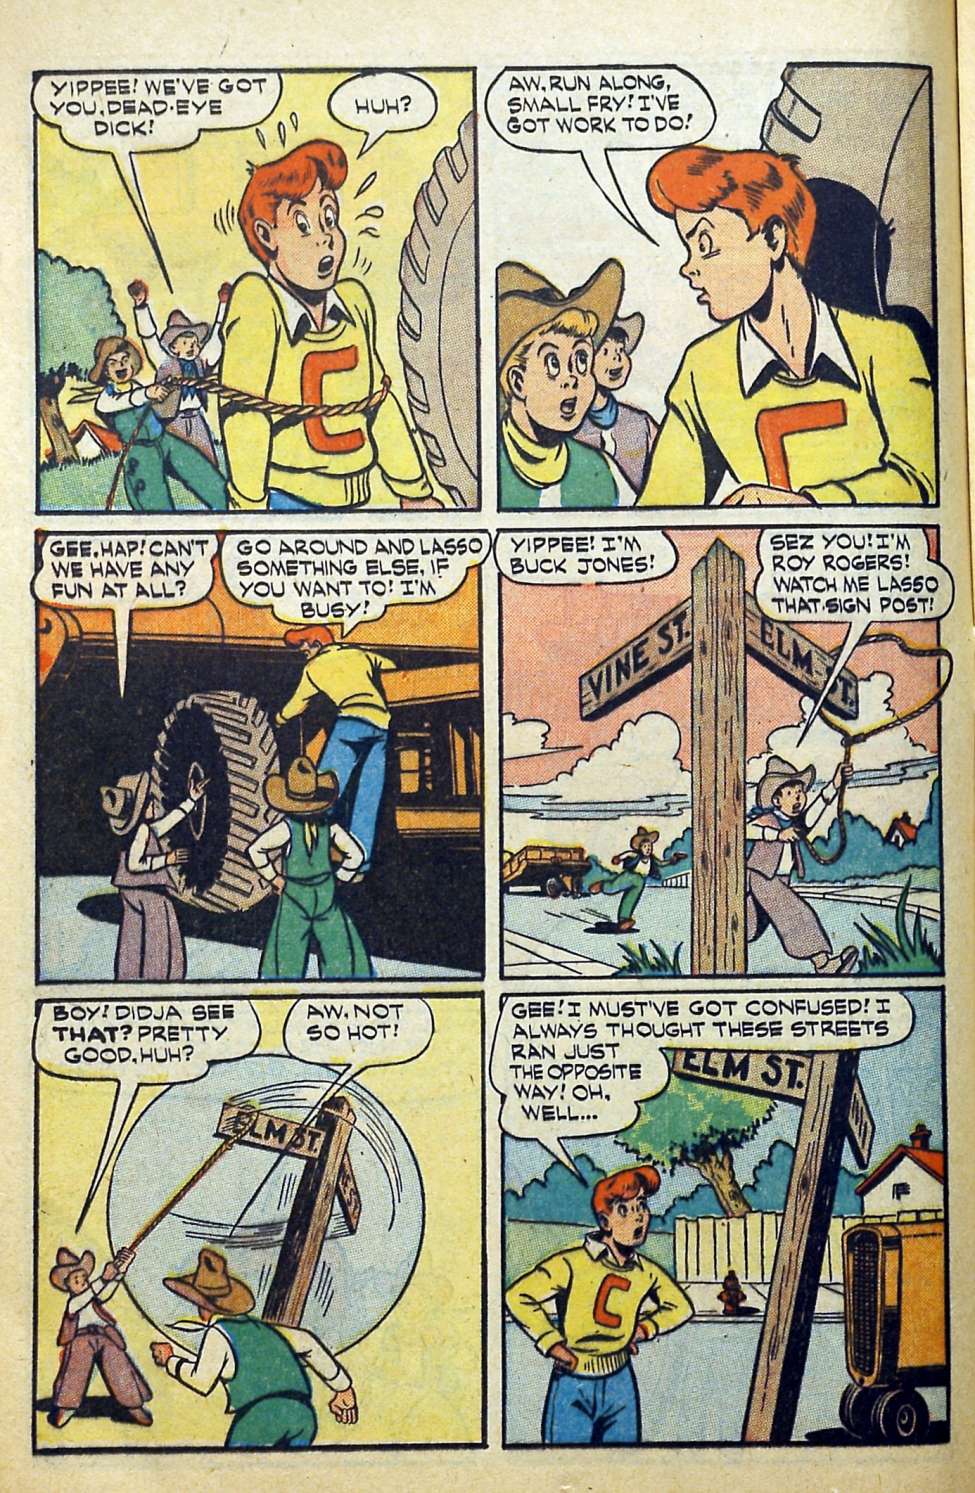 YIPPEE! WE'VE GOT
YOU, DEAD-EYE
DICK!
HUH?
C
AW, RUN ALONG,
SMALL FRY! I'VE
GOT WORK TO DO!
GEE, HAP! CAN'T
WE HAVE ANY
FUN AT ALL?
GO AROUND AND LASSO
SOMETHING ELSE, IF
YOU WANT TO! I'M
BUSY!
YIPPEE! I'M
BUCK JONES!
SEZ YOU! I'M
ROY ROGERS!
WATCH ME LASSO
THAT SIGN POST!
VINE ST.
ELM ST.
BOY! DIDJA SEE
THAT? PRETTY
GOOD, HUH?
AW, NOT
SO HOT!
ELM ST.
GEE! I MUST'VE GOT CONFUSED! I
ALWAYS THOUGHT THESE STREETS
RAN JUST
THE OPPOSITE
WAY! OH,
WELL...
ELM ST.
C